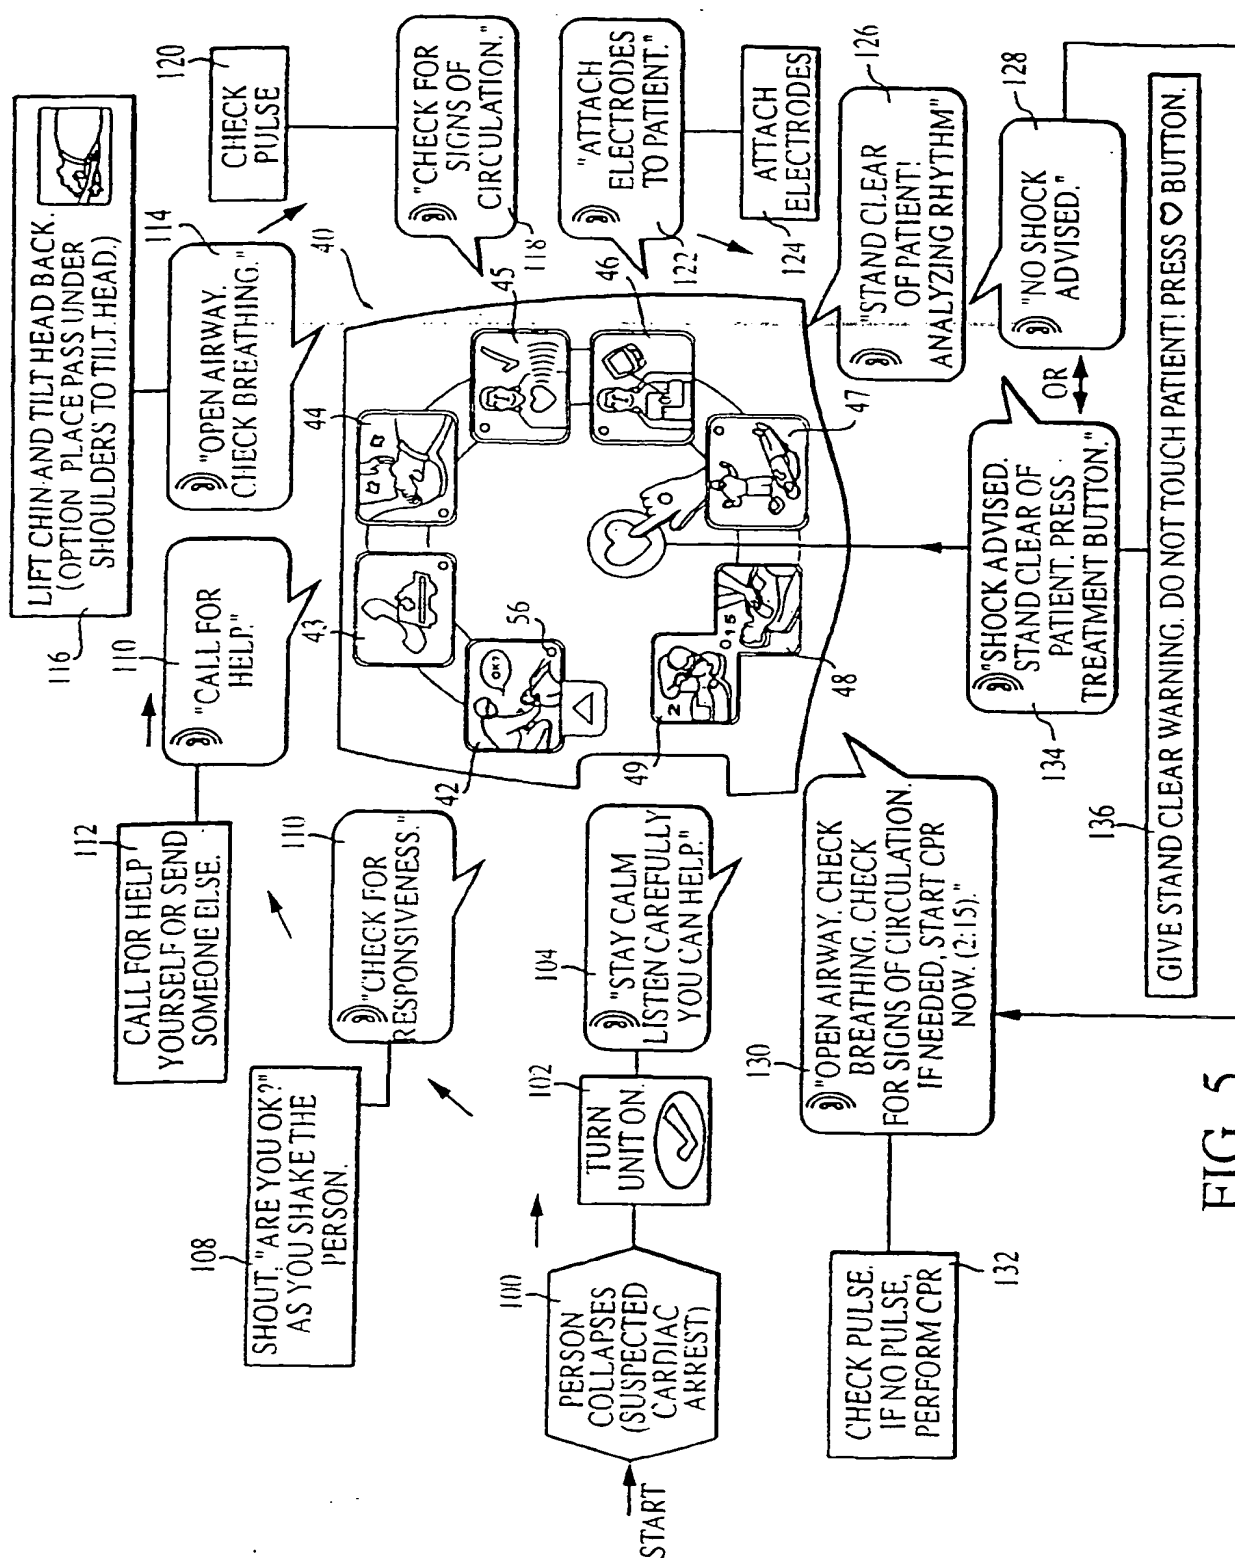 START
100
PERSON
COLLAPSES
(SUSPECTED
CARDIAC
ARREST)
102
TURN
UNIT ON.
104
"STAY CALM
LISTEN CAREFULLY
YOU CAN HELP."
108
SHOUT, "ARE YOU OK?"
AS YOU SHAKE THE
PERSON.
110
"CHECK FOR
RESPONSIVENESS."
112
CALL FOR HELP
YOURSELF OR SEND
SOMEONE ELSE.
110
"CALL FOR
HELP."
116
LIFT CHIN AND TILT HEAD BACK.
(OPTION PLACE PASS UNDER
SHOULDERS TO TILT HEAD.)
114
"OPEN AIRWAY.
CHECK BREATHING."
120
CHECK
PULSE
118
"CHECK FOR
SIGNS OF
CIRCULATION."
122
"ATTACH
ELECTRODES
TO PATIENT."
124
ATTACH
ELECTRODES
126
"STAND CLEAR
OF PATIENT!
ANALYZING RHYTHM"
128
"NO SHOCK
ADVISED."
OR
134
"SHOCK ADVISED.
STAND CLEAR OF
PATIENT. PRESS
TREATMENT BUTTON."
136
GIVE STAND CLEAR WARNING. DO NOT TOUCH PATIENT! PRESS ♡ BUTTON.
130
"OPEN AIRWAY. CHECK
BREATHING. CHECK
FOR SIGNS OF CIRCULATION.
IF NEEDED, START CPR
NOW. (2:15)."
132
CHECK PULSE.
IF NO PULSE,
PERFORM CPR
40
42
OK?
56
43
44
45
46
47
48
15
49
2
FIG. 5